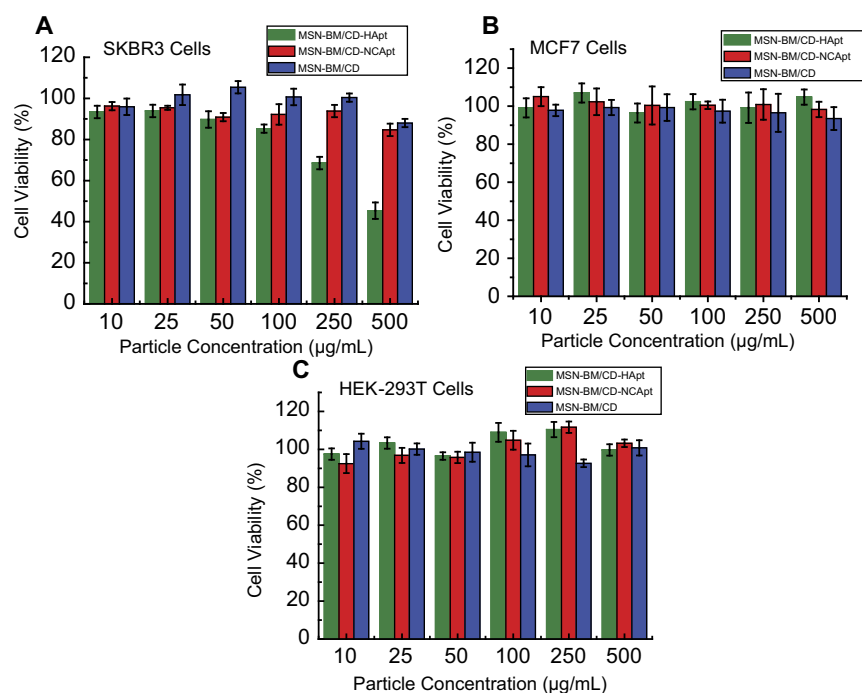 A
SKBR3 Cells
MSN-BM/CD-HApt
MSN-BM/CD-NCApt
MSN-BM/CD
Cell Viability (%)
120
100
80
60
40
20
0
10 25 50 100 250 500
Particle Concentration (µg/mL)
B
MCF7 Cells
MSN-BM/CD-HApt
MSN-BM/CD-NCApt
MSN-BM/CD
Cell Viability (%)
120
100
80
60
40
20
0
10 25 50 100 250 500
Particle Concentration (µg/mL)
C
HEK-293T Cells
MSN-BM/CD-HApt
MSN-BM/CD-NCApt
MSN-BM/CD
Cell Viability (%)
120
100
80
60
40
20
0
10 25 50 100 250 500
Particle Concentration (µg/mL)